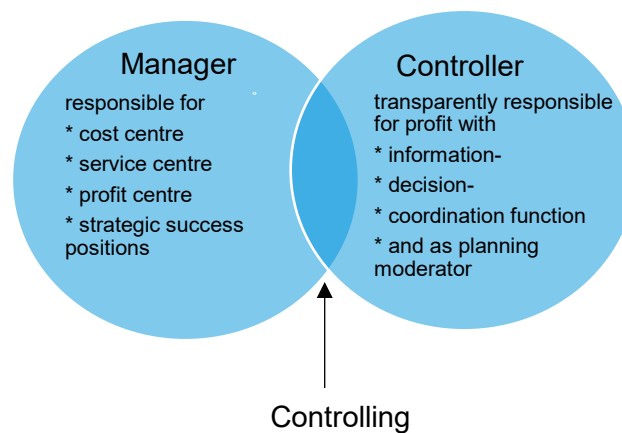 Manager
responsible for
* cost centre
* service centre
* profit centre
* strategic success
positions
Controller
transparently responsible
for profit with
* information-
* decision-
* coordination function
* and as planning
moderator
Controlling